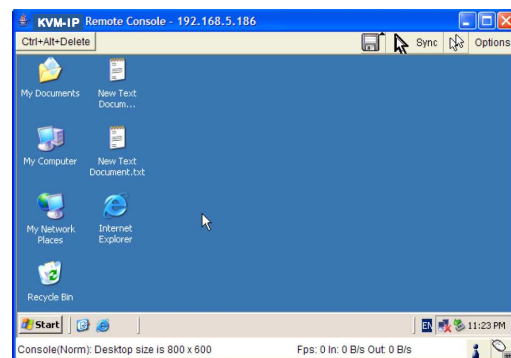 KVM-IP Remote Console - 192.168.5.186
Ctrl+Alt+Delete Sync Options
My Documents New Text Docum...
My Computer New Text Document.txt
My Network Places Internet Explorer
Recycle Bin
Start EN 11:23 PM
Console(Norm): Desktop size is 800 x 600 Fps: 0 In: 0 B/s Out: 0 B/s